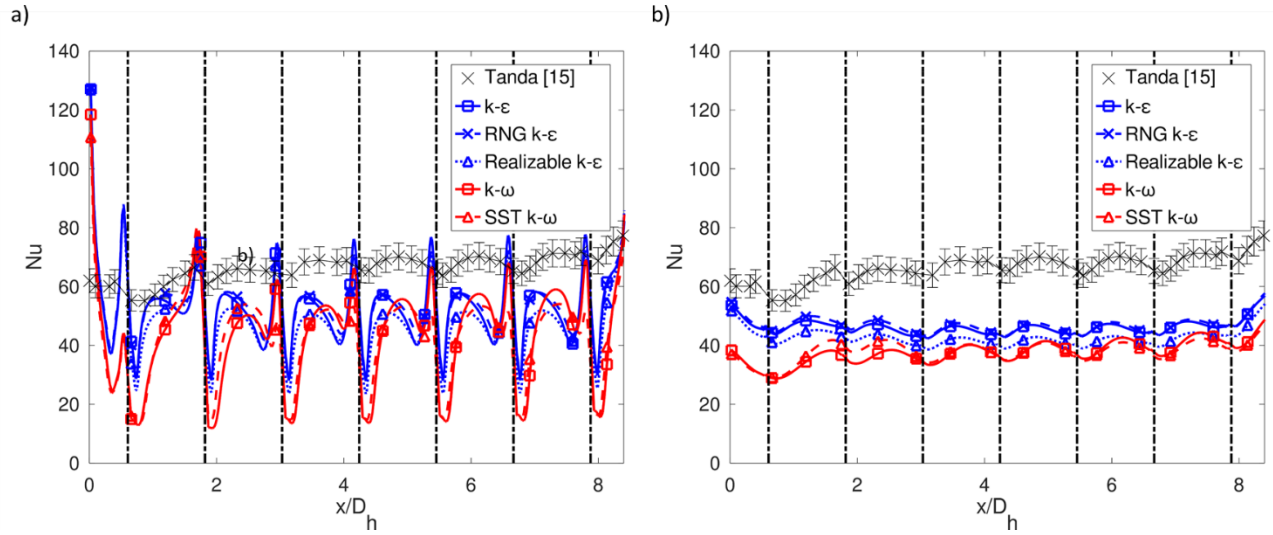 a)
140
120
100
80
60
40
20
0
Nu
0
2
4
6
8
x/D_h
Tanda [15]
k-ε
RNG k-ε
Realizable k-ε
k-ω
SST k-ω
b)
b)
140
120
100
80
60
40
20
0
Nu
0
2
4
6
8
x/D_h
Tanda [15]
k-ε
RNG k-ε
Realizable k-ε
k-ω
SST k-ω